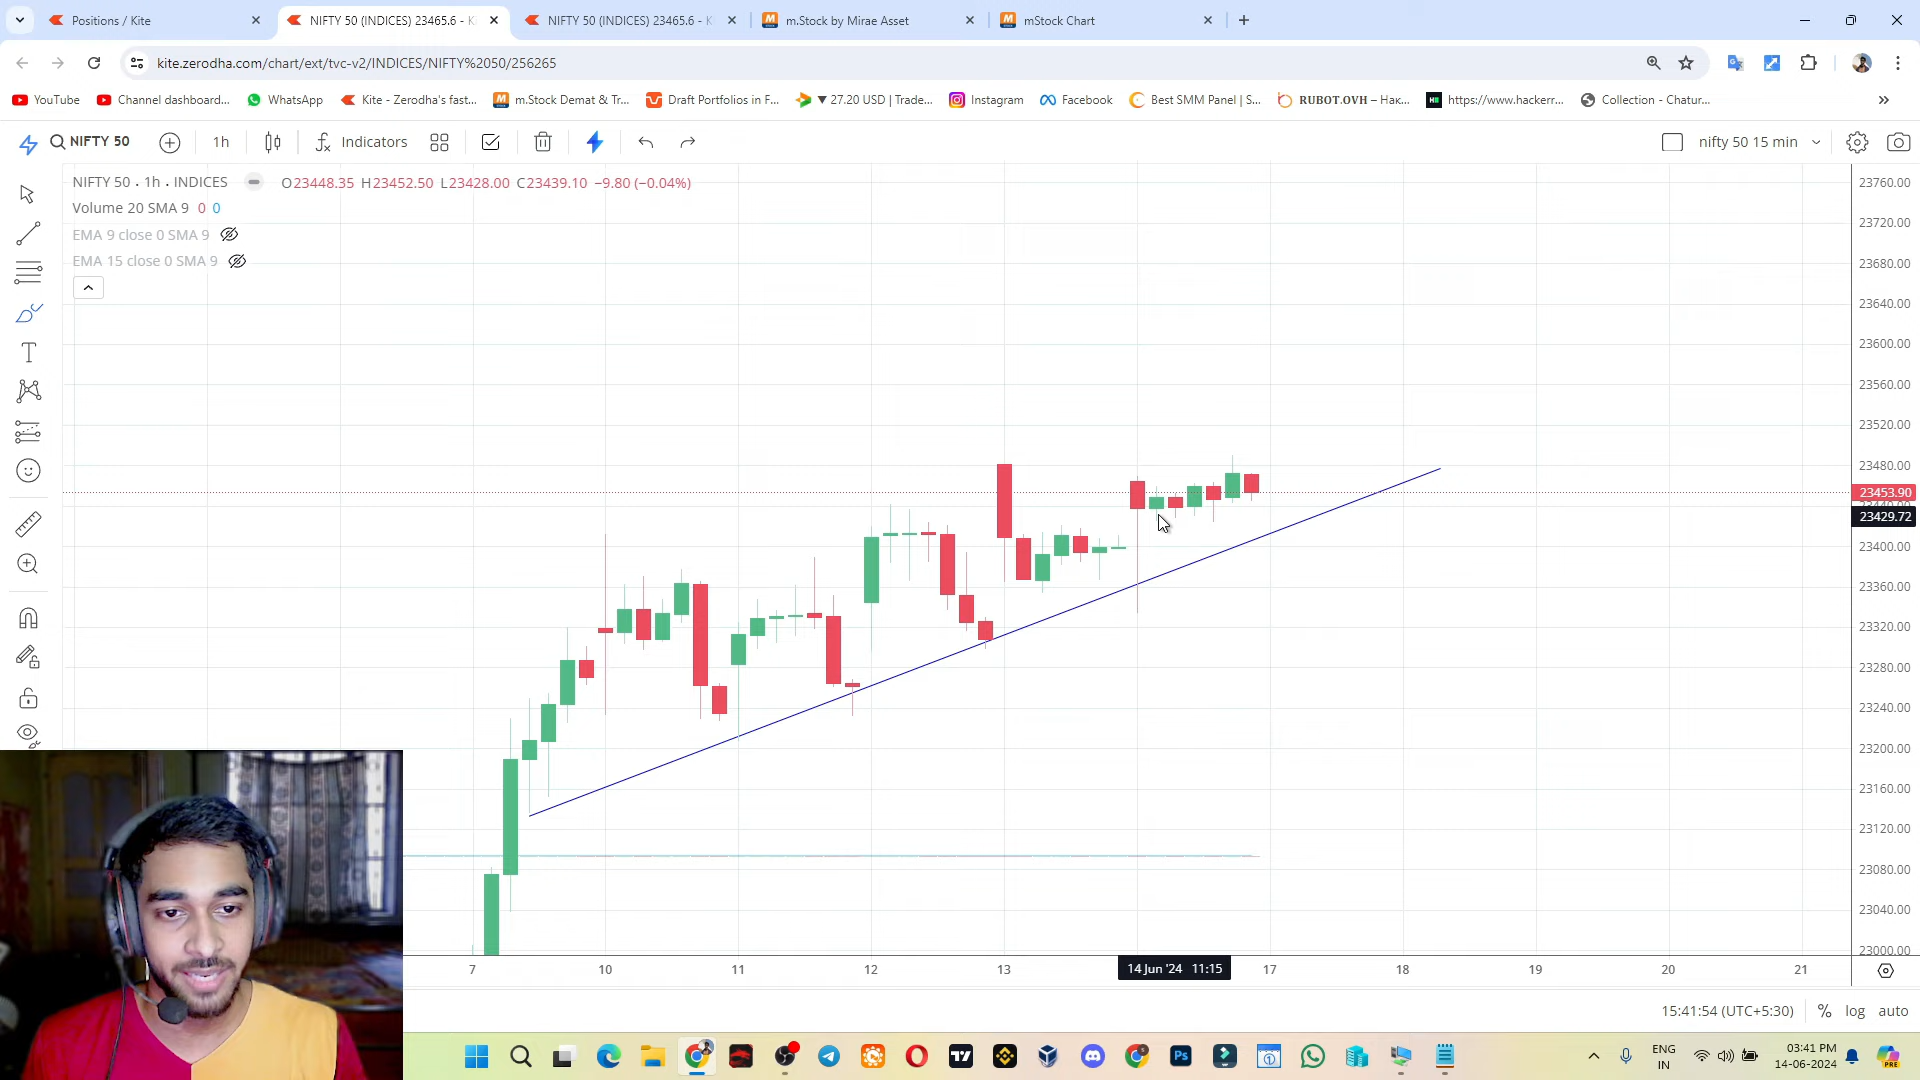 Positions / Kite
NIFTY 50 (INDICES) 23465.6 - K
NIFTY 50 (INDICES) 23465.6 - K
m.Stock by Mirae Asset
mStock Chart
kite.zerodha.com/chart/ext/tvc-v2/INDICES/NIFTY%2050/256265
YouTube
Channel dashboard...
WhatsApp
Kite - Zerodha's fast...
m.Stock Demat & Tr...
Draft Portfolios in F...
▼ 27.20 USD | Trade...
Instagram
Facebook
Best SMM Panel | S...
RUBOT.OVH – Нак...
https://www.hackerr...
Collection - Chatur...
NIFTY 50
1h
Indicators
nifty 50 15 min
NIFTY 50 . 1h . INDICES
O23448.35 H23452.50 L23428.00 C23439.10 −9.80 (−0.04%)
Volume 20 SMA 9 0 0
EMA 9 close 0 SMA 9
EMA 15 close 0 SMA 9
23760.00
23720.00
23680.00
23640.00
23600.00
23560.00
23520.00
23480.00
23453.90
23429.72
23400.00
23360.00
23320.00
23280.00
23240.00
23200.00
23160.00
23120.00
23080.00
23040.00
23000.00
7
10
11
12
13
14 Jun '24 11:15
17
18
19
20
21
15:41:54 (UTC+5:30)
%
log
auto
ENG
IN
03:41 PM
14-06-2024